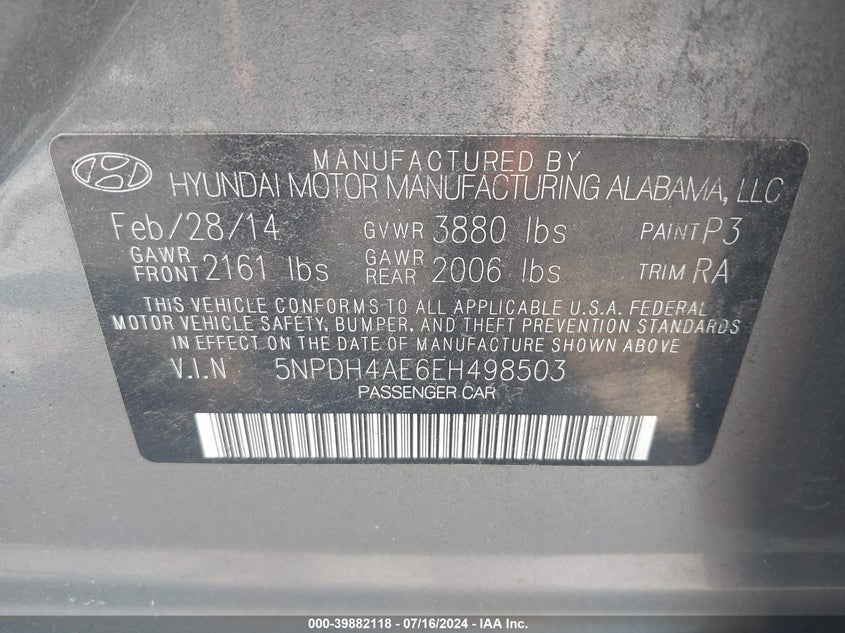 MANUFACTURED BY
HYUNDAI MOTOR MANUFACTURING ALABAMA, LLC
Feb/28/14 GVWR 3880 lbs PAINT P3
GAWR FRONT 2161 lbs GAWR REAR 2006 lbs TRIM RA
THIS VEHICLE CONFORMS TO ALL APPLICABLE U.S.A. FEDERAL
MOTOR VEHICLE SAFETY, BUMPER, AND THEFT PREVENTION STANDARDS
IN EFFECT ON THE DATE OF MANUFACTURE SHOWN ABOVE
V.I.N 5NPDH4AE6EH498503
PASSENGER CAR
000-39882118 - 07/16/2024 - IAA Inc.